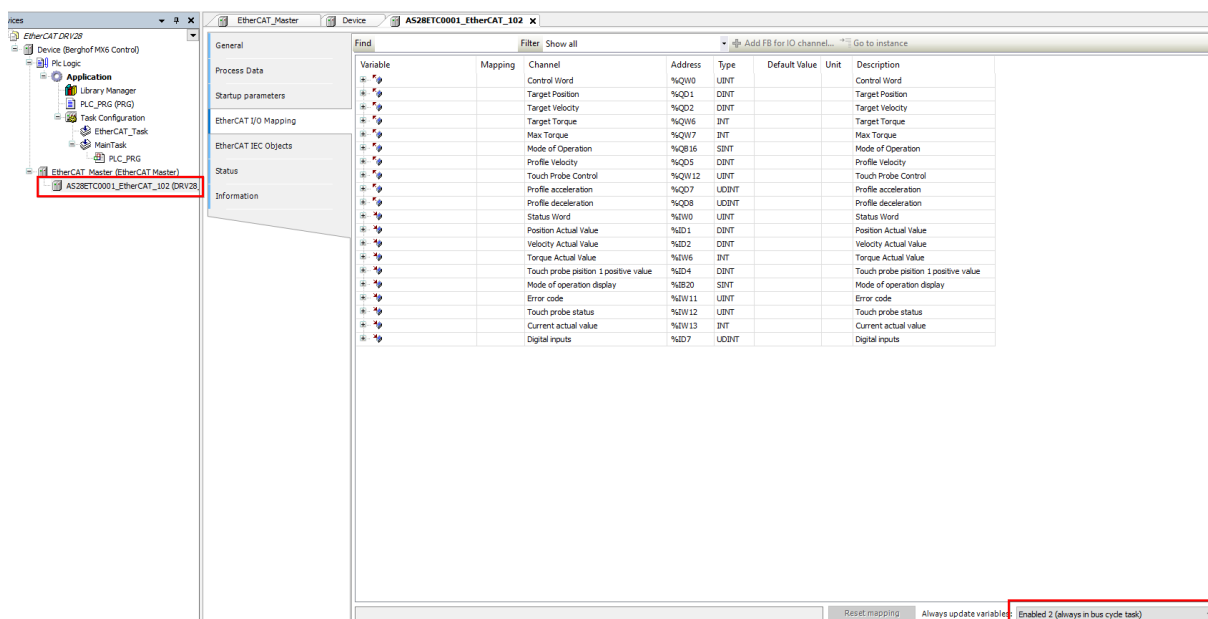 vices
EtherCAT_Master
Device
AS28ETC0001_EtherCAT_102
EtherCAT DRV28
Device (Berghof MX6 Control)
Plc Logic
Application
Library Manager
PLC_PRG (PRG)
Task Configuration
EtherCAT_Task
MainTask
PLC_PRG
EtherCAT_Master (EtherCAT Master)
AS28ETC0001_EtherCAT_102 (DRV28
General
Process Data
Startup parameters
EtherCAT I/O Mapping
EtherCAT IEC Objects
Status
Information
Find Filter Show all Add FB for IO channel... Go to instance
Variable Mapping Channel Address Type Default Value Unit Description
Control Word %QW0 UINT Control Word
Target Position %QD1 DINT Target Position
Target Velocity %QD2 DINT Target Velocity
Target Torque %QW6 INT Target Torque
Max Torque %QW7 INT Max Torque
Mode of Operation %QB16 SINT Mode of Operation
Profile Velocity %QD5 DINT Profile Velocity
Touch Probe Control %QW12 UINT Touch Probe Control
Profile acceleration %QD7 UDINT Profile acceleration
Profile deceleration %QD8 UDINT Profile deceleration
Status Word %IW0 UINT Status Word
Position Actual Value %ID1 DINT Position Actual Value
Velocity Actual Value %ID2 DINT Velocity Actual Value
Torque Actual Value %IW6 INT Torque Actual Value
Touch probe pisition 1 positive value %ID4 DINT Touch probe pisition 1 positive value
Mode of operation display %IB20 SINT Mode of operation display
Error code %IW11 UINT Error code
Touch probe status %IW12 UINT Touch probe status
Current actual value %IW13 INT Current actual value
Digital inputs %ID7 UDINT Digital inputs
Reset mapping Always update variables: Enabled 2 (always in bus cycle task)